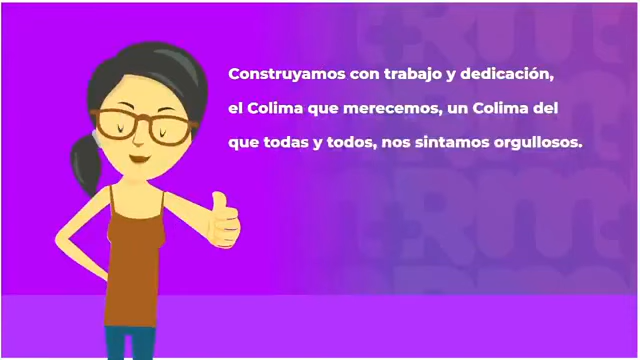 Construyamos con trabajo y dedicación,
el Colima que merecemos, un Colima del
que todas y todos, nos sintamos orgullosos.